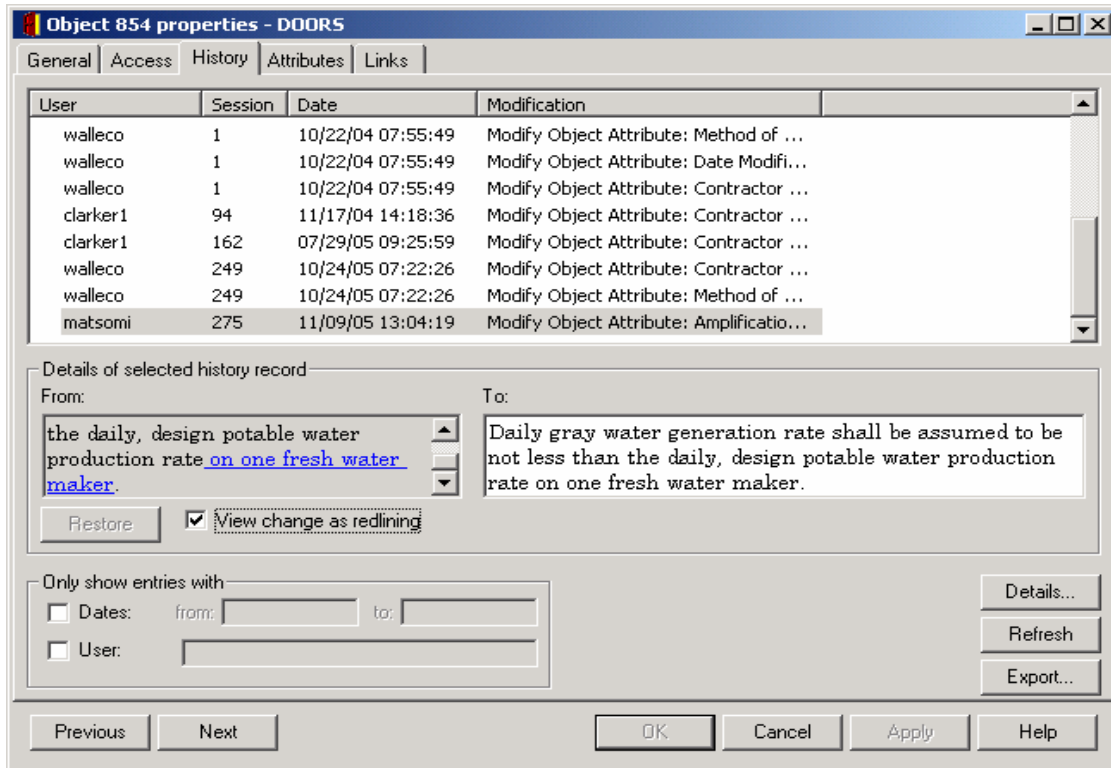 Object 854 properties - DOORS
General Access History Attributes Links
User Session Date Modification
walleco 1 10/22/04 07:55:49 Modify Object Attribute: Method of ...
walleco 1 10/22/04 07:55:49 Modify Object Attribute: Date Modifi...
walleco 1 10/22/04 07:55:49 Modify Object Attribute: Contractor ...
clarker1 94 11/17/04 14:18:36 Modify Object Attribute: Contractor ...
clarker1 162 07/29/05 09:25:59 Modify Object Attribute: Contractor ...
walleco 249 10/24/05 07:22:26 Modify Object Attribute: Contractor ...
walleco 249 10/24/05 07:22:26 Modify Object Attribute: Method of ...
matsomi 275 11/09/05 13:04:19 Modify Object Attribute: Amplificatio...
Details of selected history record
From:
the daily, design potable water
production rate on one fresh water
maker.
To:
Daily gray water generation rate shall be assumed to be
not less than the daily, design potable water production
rate on one fresh water maker.
Restore View change as redlining
Only show entries with
Dates: from: to:
User:
Details...
Refresh
Export...
Previous Next OK Cancel Apply Help